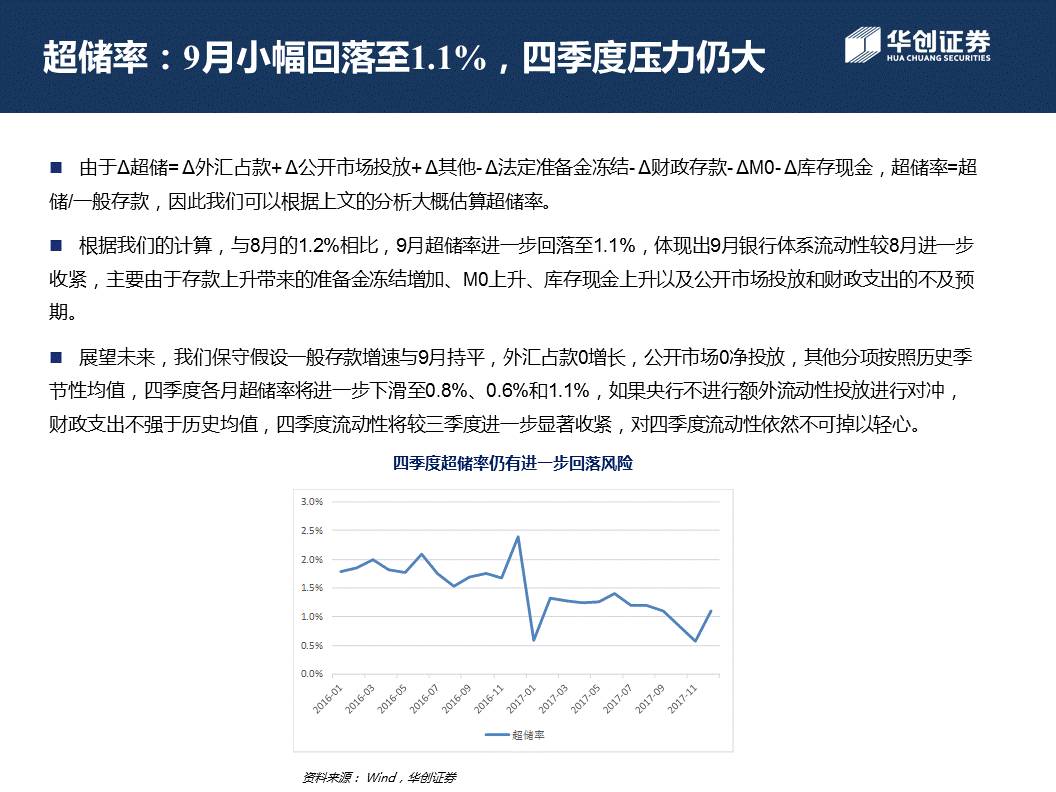 超储率：9月小幅回落至1.1%，四季度压力仍大
华创证券
HUA CHUANG SECURITIES
■ 由于Δ超储= Δ外汇占款+ Δ公开市场投放+ Δ其他- Δ法定准备金冻结- Δ财政存款- ΔM0- Δ库存现金，超储率=超
储/一般存款，因此我们可以根据上文的分析大概估算超储率。
■ 根据我们的计算，与8月的1.2%相比，9月超储率进一步回落至1.1%，体现出9月银行体系流动性较8月进一步
收紧，主要由于存款上升带来的准备金冻结增加、M0上升、库存现金上升以及公开市场投放和财政支出的不及预
期。
■ 展望未来，我们保守假设一般存款增速与9月持平，外汇占款0增长，公开市场0净投放，其他分项按照历史季
节性均值，四季度各月超储率将进一步下滑至0.8%、0.6%和1.1%，如果央行不进行额外流动性投放进行对冲，
财政支出不强于历史均值，四季度流动性将较三季度进一步显著收紧，对四季度流动性依然不可掉以轻心。
四季度超储率仍有进一步回落风险
3.0%
2.5%
2.0%
1.5%
1.0%
0.5%
0.0%
2016-01
2016-03
2016-05
2016-07
2016-09
2016-11
2017-01
2017-03
2017-05
2017-07
2017-09
2017-11
超储率
资料来源：Wind，华创证券